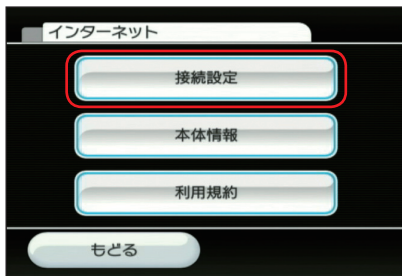 インターネット
接続設定
本体情報
利用規約
もどる